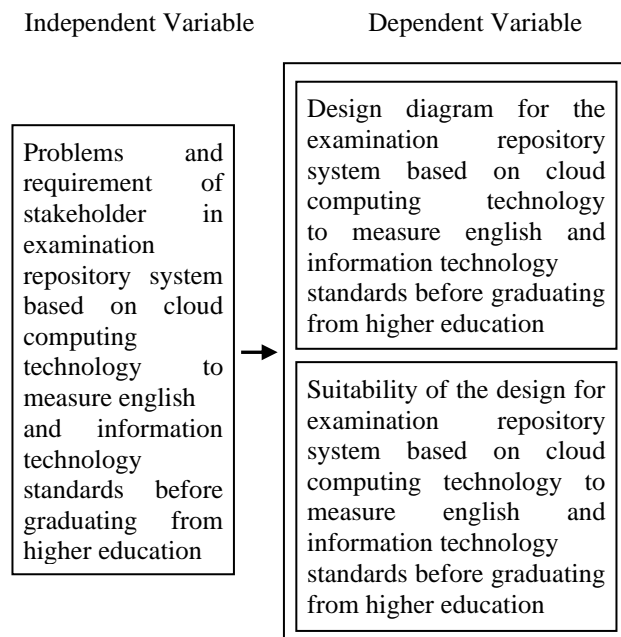 Independent Variable
Dependent Variable
Problems and
requirement of
stakeholder in
examination
repository system
based on cloud
computing
technology to
measure english
and information
technology
standards before
graduating from
higher education
Design diagram for the
examination repository
system based on cloud
computing technology
to measure english and
information technology
standards before graduating
from higher education
Suitability of the design for
examination repository
system based on cloud
computing technology to
measure english and
information technology
standards before graduating
from higher education